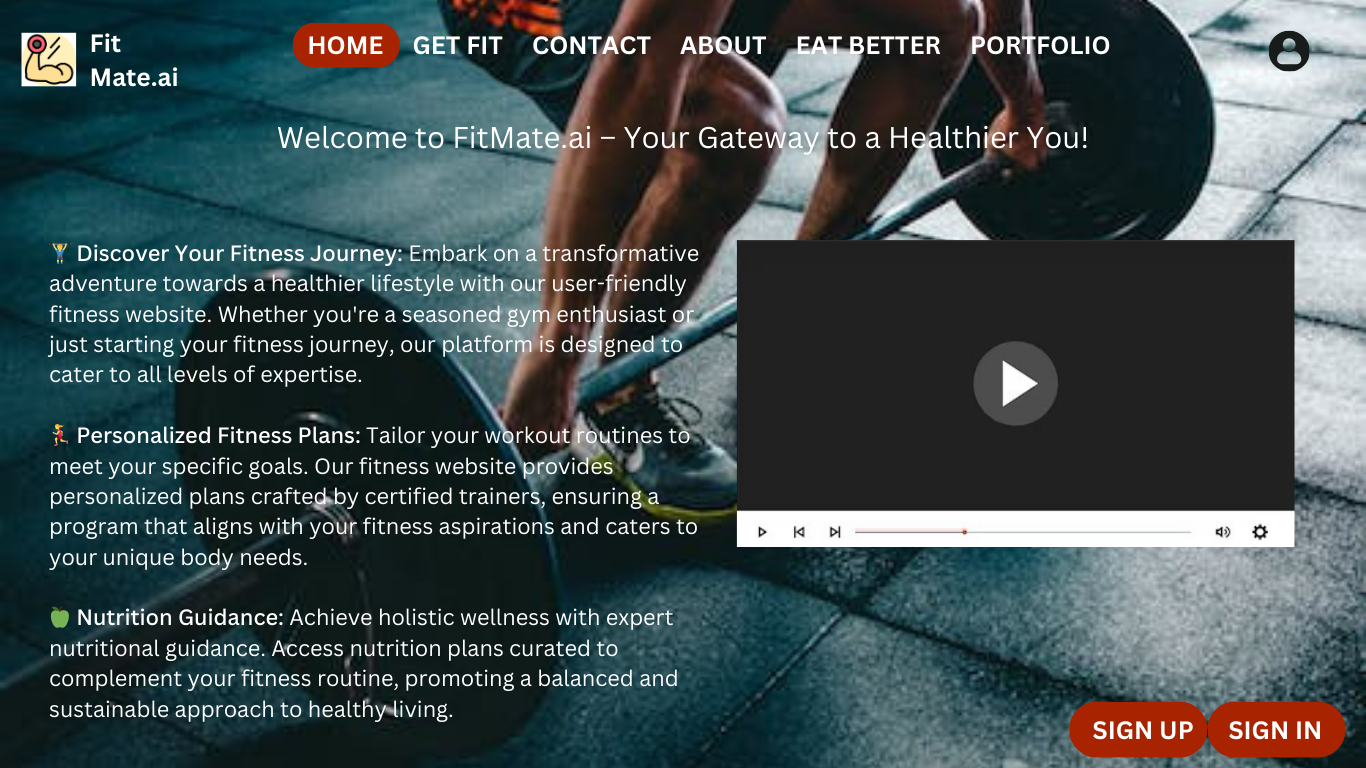 Fit
Mate.ai
HOME GET FIT CONTACT ABOUT EAT BETTER PORTFOLIO
Welcome to FitMate.ai – Your Gateway to a Healthier You!
🏋️ Discover Your Fitness Journey: Embark on a transformative
adventure towards a healthier lifestyle with our user-friendly
fitness website. Whether you're a seasoned gym enthusiast or
just starting your fitness journey, our platform is designed to
cater to all levels of expertise.
🏃‍♀️ Personalized Fitness Plans: Tailor your workout routines to
meet your specific goals. Our fitness website provides
personalized plans crafted by certified trainers, ensuring a
program that aligns with your fitness aspirations and caters to
your unique body needs.
🍏 Nutrition Guidance: Achieve holistic wellness with expert
nutritional guidance. Access nutrition plans curated to
complement your fitness routine, promoting a balanced and
sustainable approach to healthy living.
SIGN UP SIGN IN